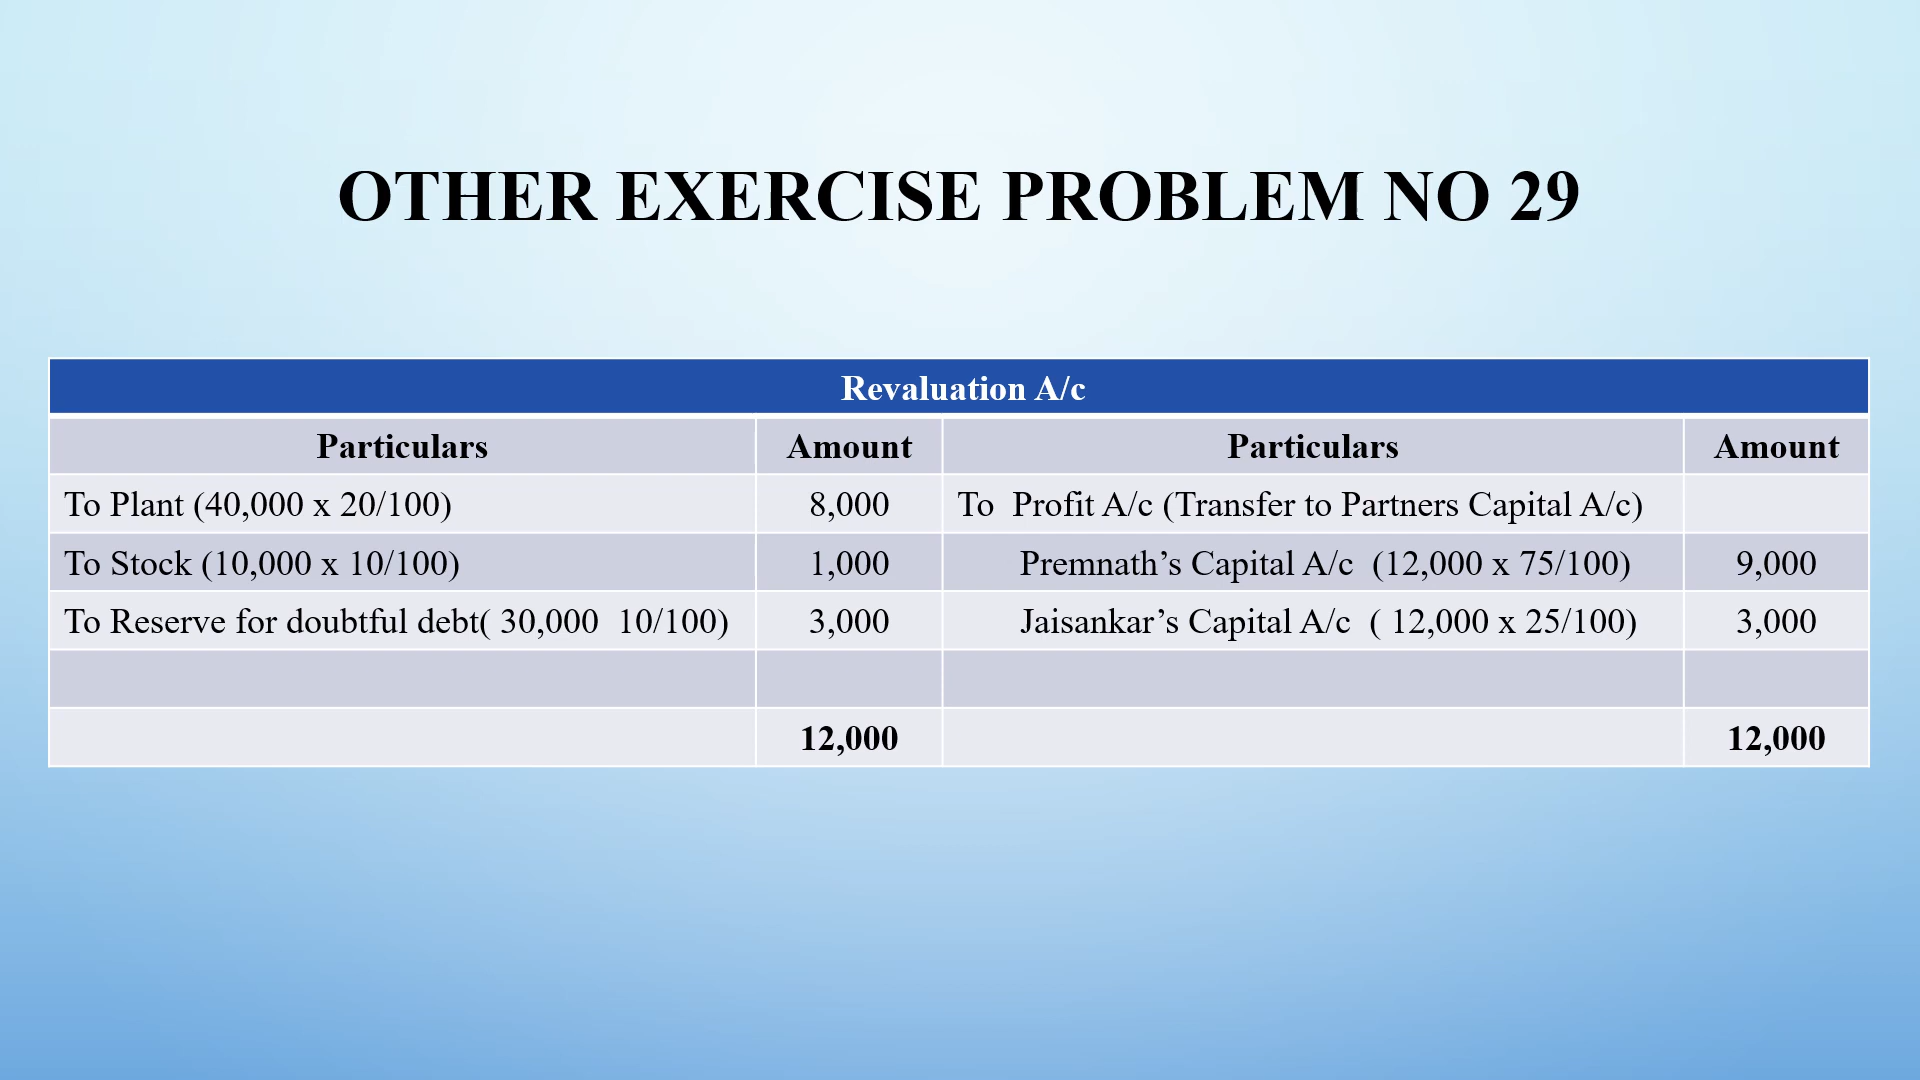 OTHER EXERCISE PROBLEM NO 29
Revaluation A/c
Particulars Amount Particulars Amount
To Plant (40,000 x 20/100) 8,000 To  Profit A/c (Transfer to Partners Capital A/c)
To Stock (10,000 x 10/100) 1,000 Premnath’s Capital A/c  (12,000 x 75/100) 9,000
To Reserve for doubtful debt( 30,000  10/100) 3,000 Jaisankar’s Capital A/c  ( 12,000 x 25/100) 3,000
12,000 12,000